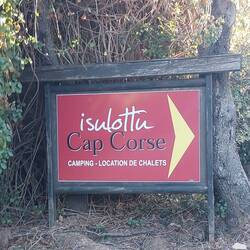 isulottu
Cap Corse
CAMPING - LOCATION DE CHALETS